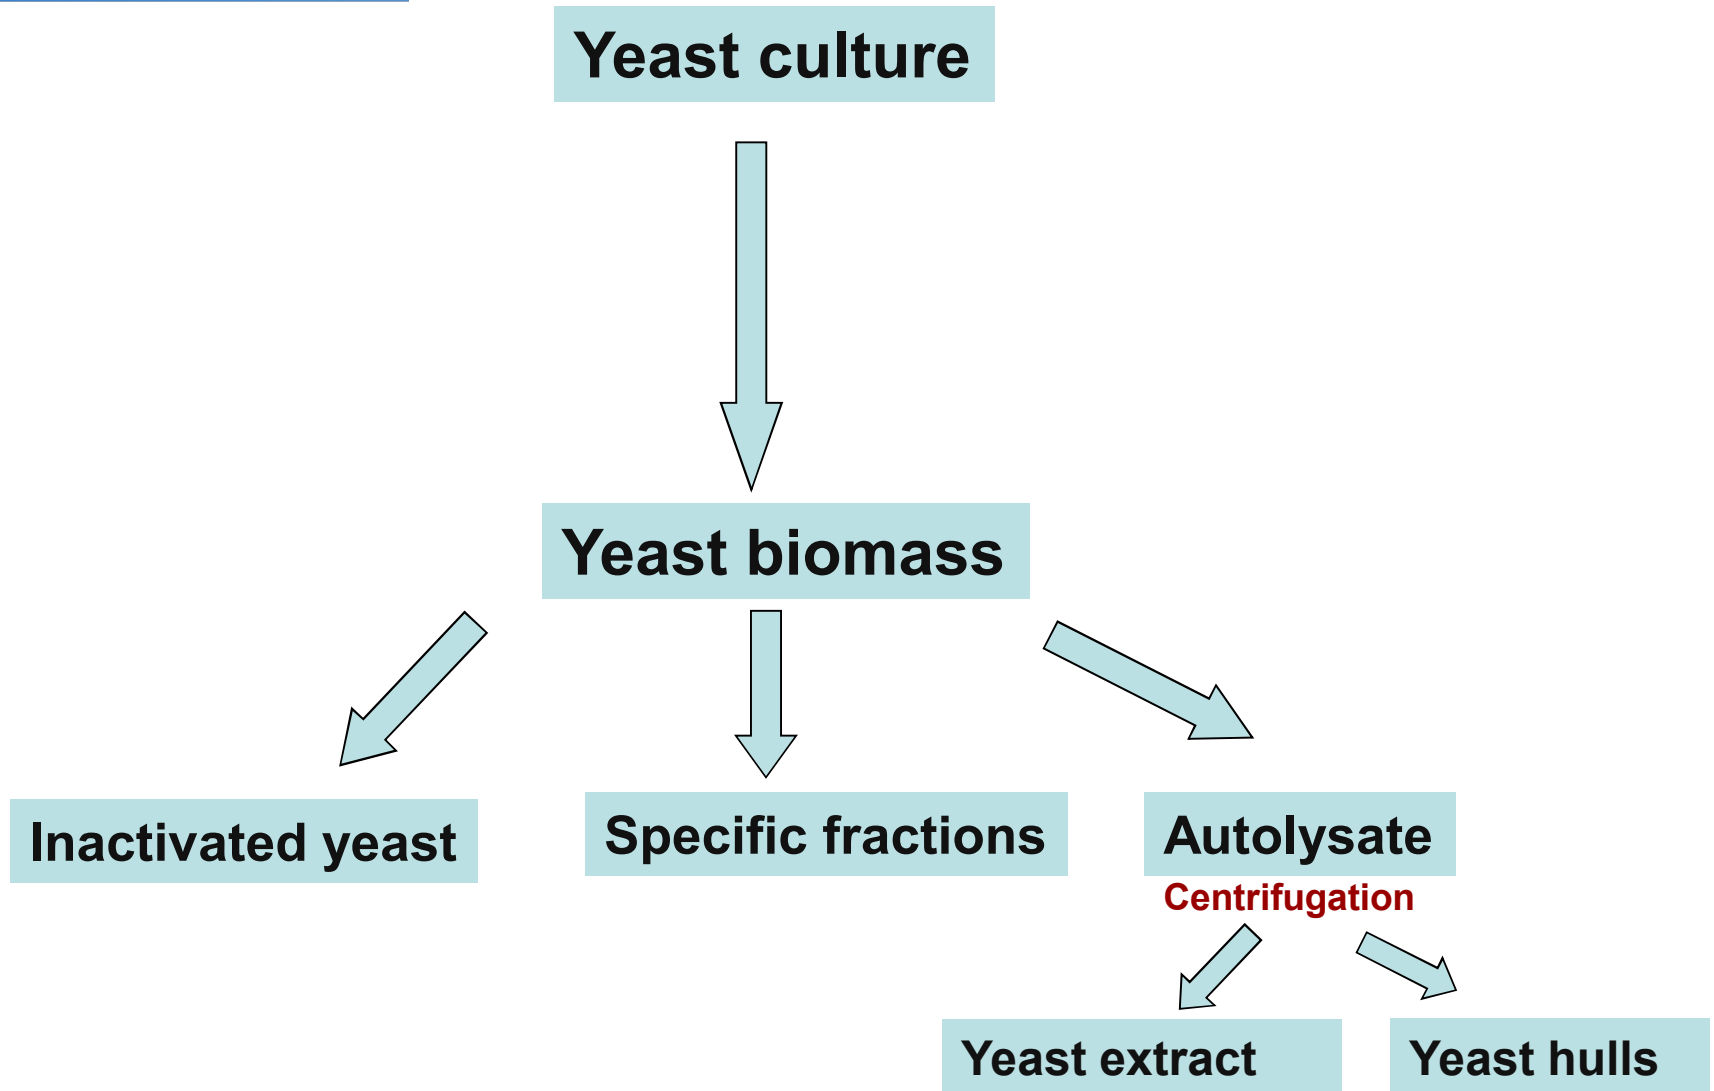 Yeast culture
Yeast biomass
Inactivated yeast
Specific fractions
Autolysate
Centrifugation
Yeast extract
Yeast hulls